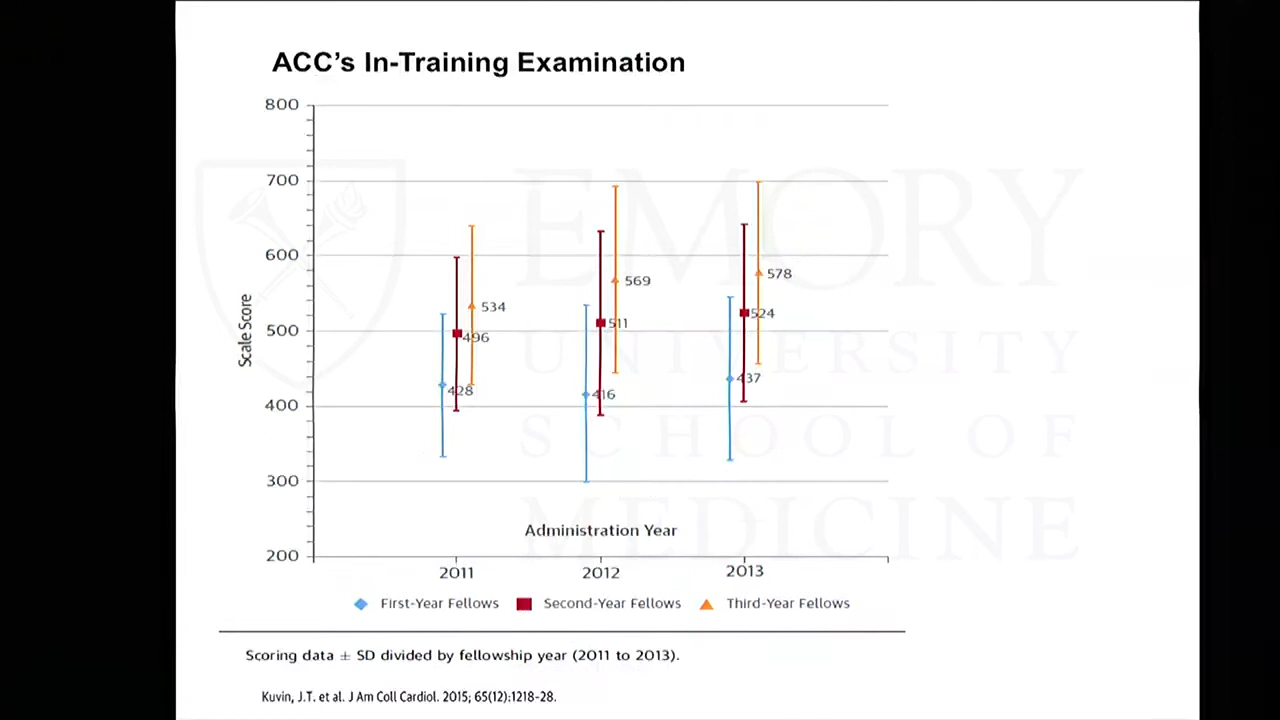 ACC's In-Training Examination
800
700
600
500
400
300
200
Scale Score
534
496
428
569
511
416
578
524
437
Administration Year
2011 2012 2013
First-Year Fellows Second-Year Fellows Third-Year Fellows
Scoring data ± SD divided by fellowship year (2011 to 2013).
Kuvin, J.T. et al. J Am Coll Cardiol. 2015; 65(12):1218-28.
EMORY
UNIVERSITY
SCHOOL OF
MEDICINE